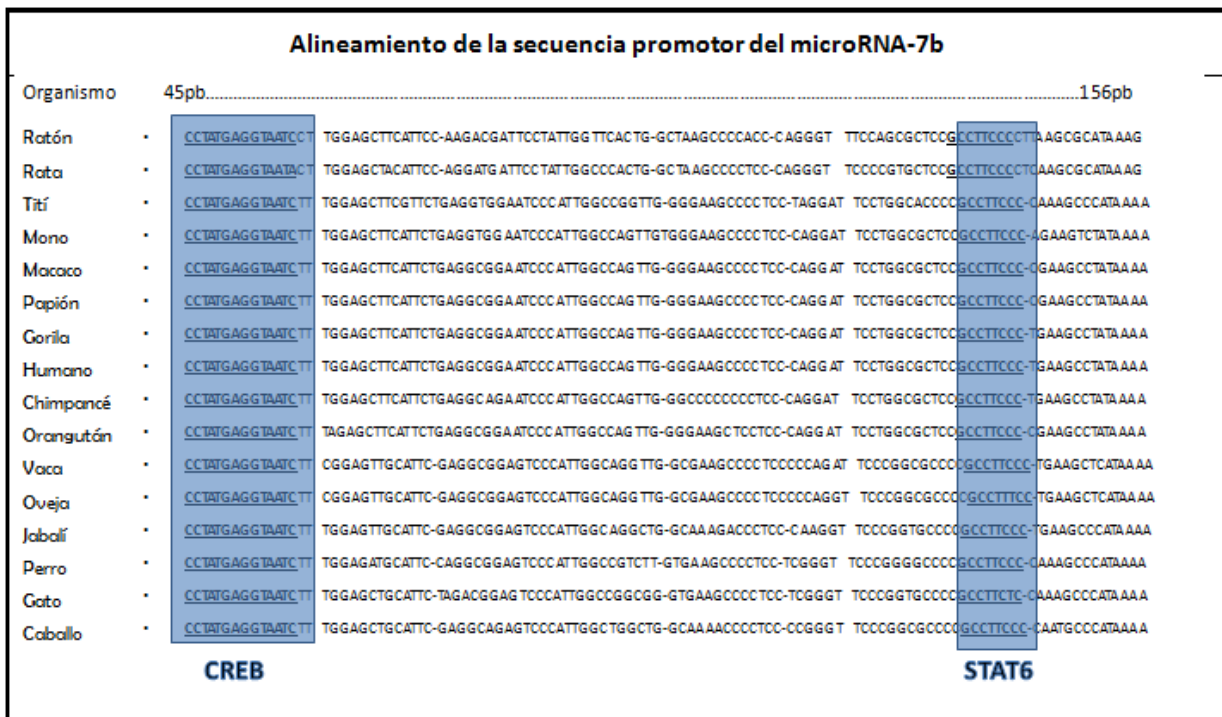 Alineamiento de la secuencia promotor del microRNA-7b
Organismo 45pb..........156pb
Ratón · CCTATGAGGTAATCCT TGGAGCTTCATTCC-AAGACGATTCCTATTGGTTCACTG-GCTAAGCCCCACC-CAGGGT TTCCAGCGCTCCGCCTTCCCCTTAAGCGCATAAAG
Rata · CCTATGAGGTAATACT TGGAGCTACATTCC-AGGATGATTCCTATTGGCCCACTG-GCTAAGCCCCTCC-CAGGGT TCCCCGTGCTCCGCCTTCCCCTCAAGCGCATAAAG
Tití · CCTATGAGGTAATCTT TGGAGCTTCGTTCTGAGGTGGAATCCCATTGGCCGGTTG-GGGAAGCCCCTCC-TAGGAT TCCTGGCACCCCGCCTTCCC-CAAAGCCCATAAAA
Mono · CCTATGAGGTAATCTT TGGAGCTTCATTCTGAGGTGGAATCCCATTGGCCAGTTGTGGGAAGCCCCTCC-CAGGAT TCCTGGCGCTCCGCCTTCCC-AGAAGTCTATAAAA
Macaco · CCTATGAGGTAATCTT TGGAGCTTCATTCTGAGGCGGAATCCCATTGGCCAGTTG-GGGAAGCCCCTCC-CAGGAT TCCTGGCGCTCCGCCTTCCC-CGAAGCCTATAAAA
Papión · CCTATGAGGTAATCTT TGGAGCTTCATTCTGAGGCGGAATCCCATTGGCCAGTTG-GGGAAGCCCCTCC-CAGGAT TCCTGGCGCTCCGCCTTCCC-CGAAGCCTATAAAA
Gorila · CCTATGAGGTAATCTT TGGAGCTTCATTCTGAGGCGGAATCCCATTGGCCAGTTG-GGGAAGCCCCTCC-CAGGAT TCCTGGCGCTCCGCCTTCCC-TGAAGCCTATAAAA
Humano · CCTATGAGGTAATCTT TGGAGCTTCATTCTGAGGCGGAATCCCATTGGCCAGTTG-GGGAAGCCCCTCC-CAGGAT TCCTGGCGCTCCGCCTTCCC-TGAAGCCTATAAAA
Chimpancé · CCTATGAGGTAATCTT TGGAGCTTCATTCTGAGGCAGAATCCCATTGGCCAGTTG-GGCCCCCCCCTCC-CAGGAT TCCTGGCGCTCCGCCTTCCC-TGAAGCCTATAAAA
Orangután · CCTATGAGGTAATCTT TAGAGCTTCATTCTGAGGCGGAATCCCATTGGCCAGTTG-GGGAAGCTCCTCC-CAGGAT TCCTGGCGCTCCGCCTTCCC-CGAAGCCTATAAAA
Vaca · CCTATGAGGTAATCTT CGGAGTTGCATTC-GAGGCGGAGTCCCATTGGCAGGTTG-GCGAAGCCCCTCCCCCAGAT TCCCGGCGCCCCGCCTTCCC-TGAAGCTCATAAAA
Oveja · CCTATGAGGTAATCTT CGGAGTTGCATTC-GAGGCGGAGTCCCATTGGCAGGTTG-GCGAAGCCCCTCCCCCAGGT TCCCGGCGCCCCGCCTTTCC-TGAAGCTCATAAAA
Jabalí · CCTATGAGGTAATCTT TGGAGTTGCATTC-GAGGCGGAGTCCCATTGGCAGGCTG-GCAAAGACCCTCC-CAAGGT TCCCGGTGCCCCGCCTTCCC-TGAAGCCCATAAAA
Perro · CCTATGAGGTAATCTT TGGAGATGCATTC-CAGGCGGAGTCCCATTGGCCGTCTT-GTGAAGCCCCTCC-TCGGGT TCCCGGGGCCCCGCCTTCCC-CAAAGCCCATAAAA
Gato · CCTATGAGGTAATCTT TGGAGCTGCATTC-TAGACGGAGTCCCATTGGCCGGCGG-GTGAAGCCCCTCC-TCGGGT TCCCGGTGCCCCGCCTTCTC-CAAAGCCCATAAAA
Caballo · CCTATGAGGTAATCTT TGGAGCTGCATTC-GAGGCAGAGTCCCATTGGCTGGCTG-GCAAAACCCCTCC-CCGGGT TCCCGGCGCCCCGCCTTCCC-CAATGCCCATAAAA
CREB STAT6